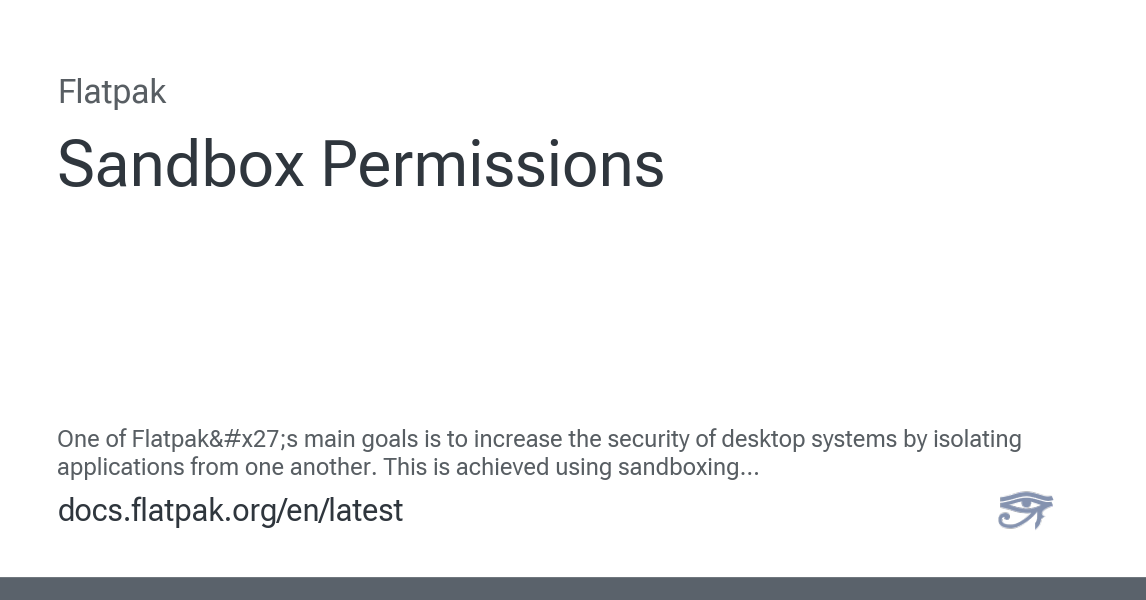 Flatpak
Sandbox Permissions
One of Flatpak&#x27;s main goals is to increase the security of desktop systems by isolating
applications from one another. This is achieved using sandboxing...
docs.flatpak.org/en/latest